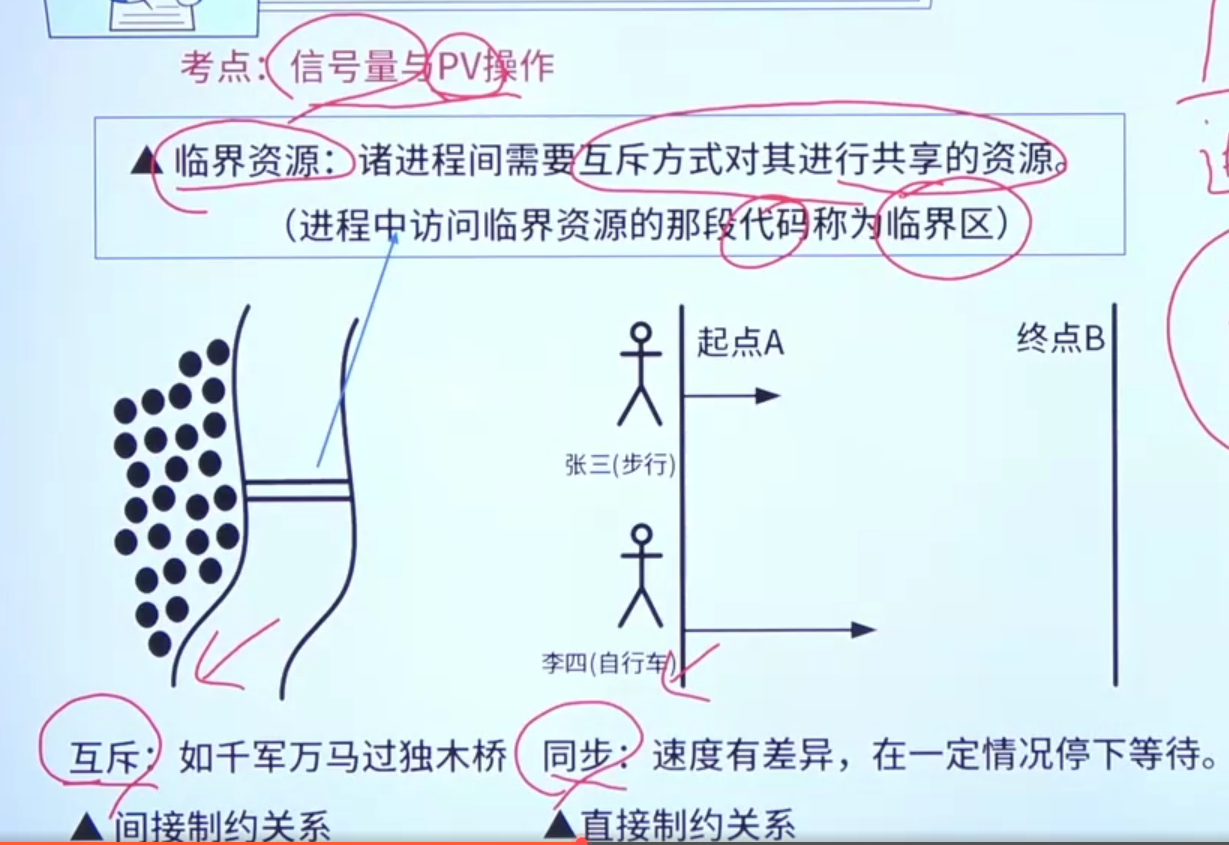 考点：信号量与PV操作
▲ 临界资源：诸进程间需要互斥方式对其进行共享的资源。
（进程中访问临界资源的那段代码称为临界区）
起点A
终点B
张三(步行)
李四(自行车)
互斥：如千军万马过独木桥
▲ 间接制约关系
同步：速度有差异，在一定情况停下等待。
▲直接制约关系